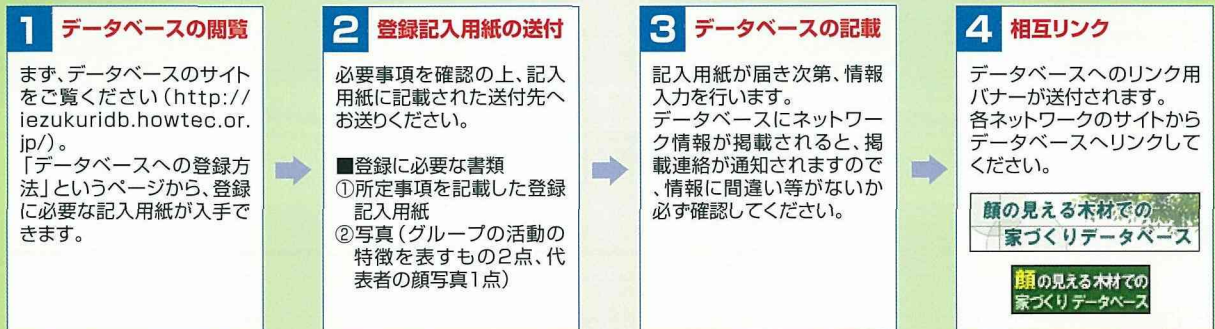 1 データベースの閲覧
まず、データベースのサイト
をご覧ください（http://
iezukuridb.howtec.or.
jp/）。
「データベースへの登録方
法」というページから、登録
に必要な記入用紙が入手で
きます。
2 登録記入用紙の送付
必要事項を確認の上、記入
用紙に記載された送付先へ
お送りください。
■登録に必要な書類
①所定事項を記載した登録
記入用紙
②写真（グループの活動の
特徴を表すもの2点、代
表者の顔写真1点）
3 データベースの記載
記入用紙が届き次第、情報
入力を行います。
データベースにネットワー
ク情報が掲載されると、掲
載連絡が通知されますので
、情報に間違い等がないか
必ず確認してください。
4 相互リンク
データベースへのリンク用
バナーが送付されます。
各ネットワークのサイトから
データベースへリンクして
ください。
顔の見える木材での
家づくりデータベース
顔の見える木材での
家づくりデータベース